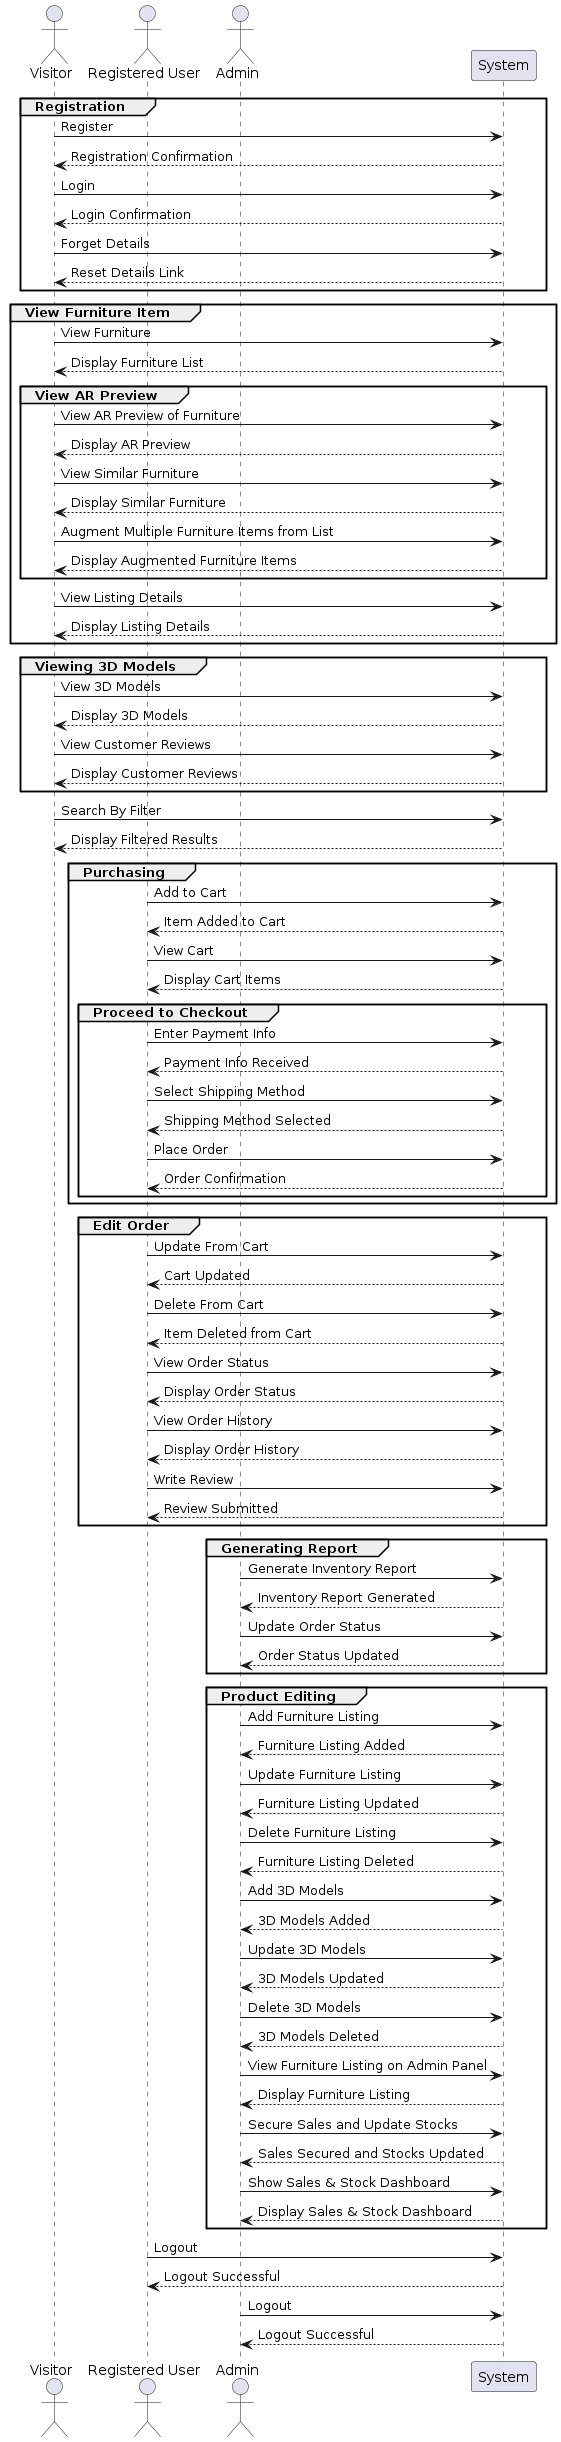 Visitor
Registered User
Admin
System
Registration
Register
Registration Confirmation
Login
Login Confirmation
Forget Details
Reset Details Link
View Furniture Item
View Furniture
Display Furniture List
View AR Preview
View AR Preview of Furniture
Display AR Preview
View Similar Furniture
Display Similar Furniture
Augment Multiple Furniture Items from List
Display Augmented Furniture Items
View Listing Details
Display Listing Details
Viewing 3D Models
View 3D Models
Display 3D Models
View Customer Reviews
Display Customer Reviews
Search By Filter
Display Filtered Results
Purchasing
Add to Cart
Item Added to Cart
View Cart
Display Cart Items
Proceed to Checkout
Enter Payment Info
Payment Info Received
Select Shipping Method
Shipping Method Selected
Place Order
Order Confirmation
Edit Order
Update From Cart
Cart Updated
Delete From Cart
Item Deleted from Cart
View Order Status
Display Order Status
View Order History
Display Order History
Write Review
Review Submitted
Generating Report
Generate Inventory Report
Inventory Report Generated
Update Order Status
Order Status Updated
Product Editing
Add Furniture Listing
Furniture Listing Added
Update Furniture Listing
Furniture Listing Updated
Delete Furniture Listing
Furniture Listing Deleted
Add 3D Models
3D Models Added
Update 3D Models
3D Models Updated
Delete 3D Models
3D Models Deleted
View Furniture Listing on Admin Panel
Display Furniture Listing
Secure Sales and Update Stocks
Sales Secured and Stocks Updated
Show Sales & Stock Dashboard
Display Sales & Stock Dashboard
Logout
Logout Successful
Logout
Logout Successful
Visitor
Registered User
Admin
System